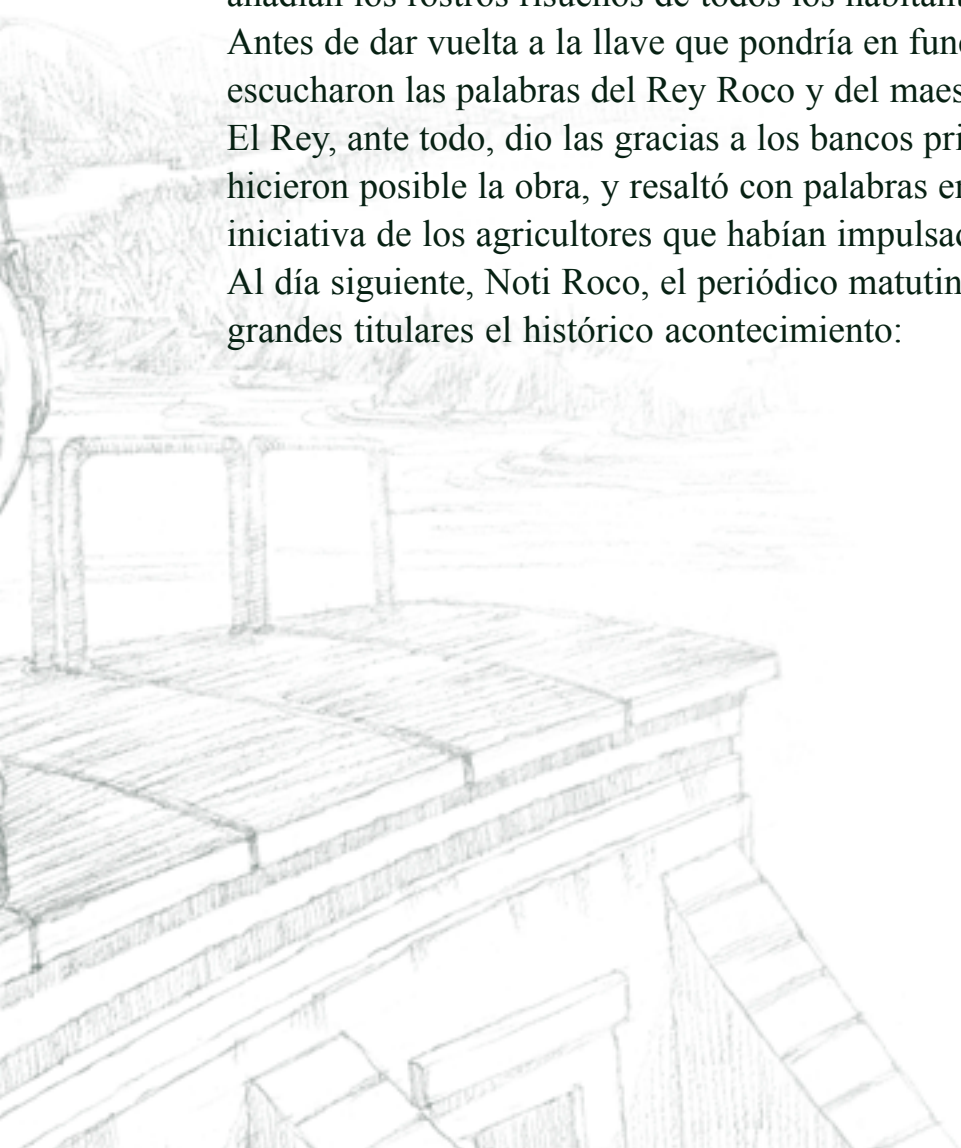 añadían los rostros risueños de todos los
Antes de dar vuelta a la llave que pondría en
escucharon las palabras del Rey Roco y del
El Rey, ante todo, dio las gracias a los bancos
hicieron posible la obra, y resaltó con palabras
iniciativa de los agricultores que habían
Al día siguiente, Noti Roco, el periódico
grandes titulares el histórico acontecimiento: